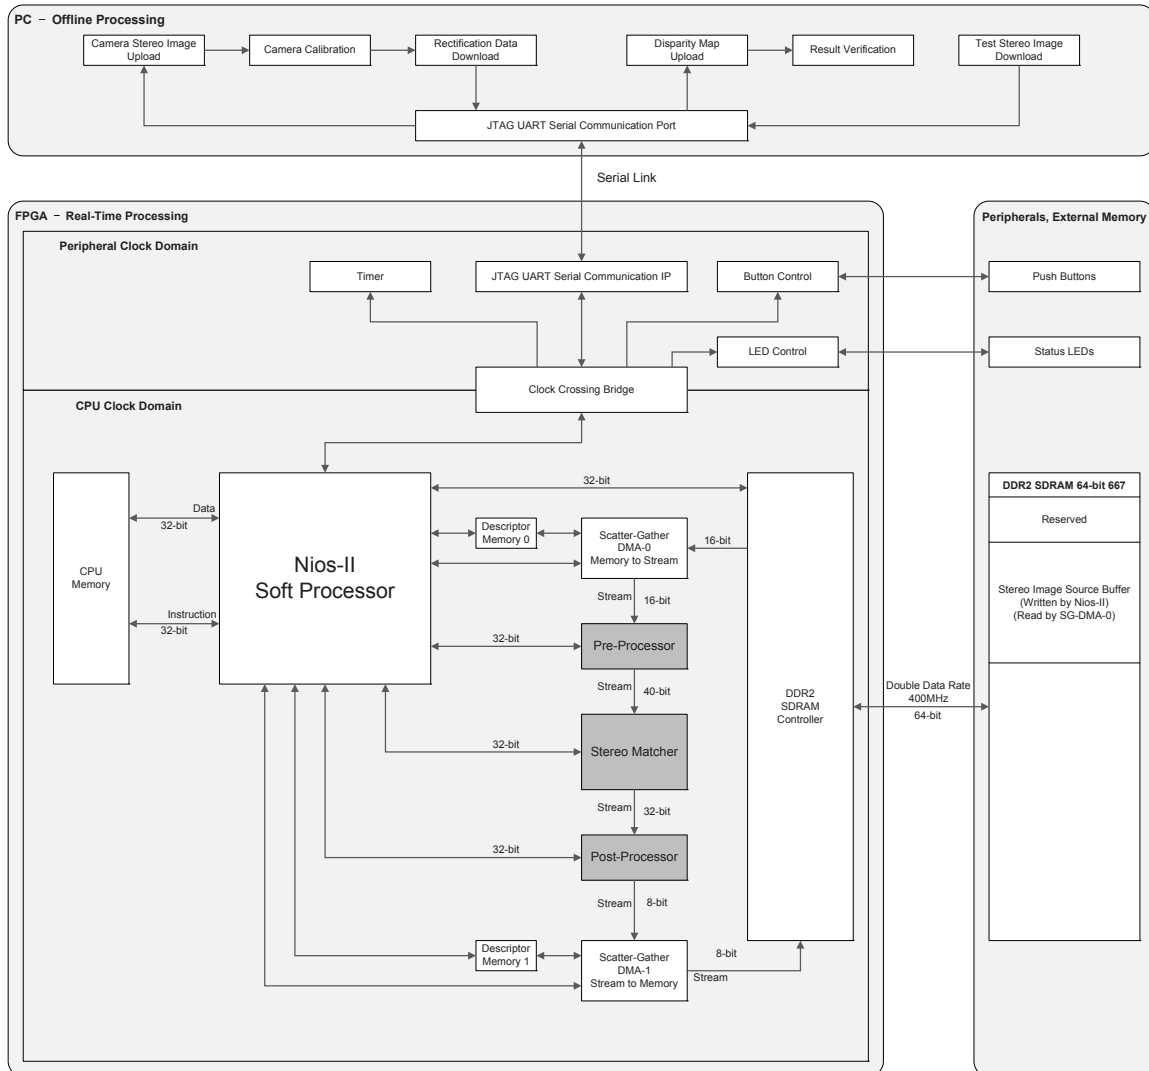 PC – Offline Processing
Camera Stereo Image
Upload
Camera Calibration
Rectification Data
Download
Disparity Map
Upload
Result Verification
Test Stereo Image
Download
JTAG UART Serial Communication Port
Serial Link
FPGA – Real-Time Processing
Peripherals, External Memory
Peripheral Clock Domain
Timer
JTAG UART Serial Communication IP
Button Control
Push Buttons
LED Control
Status LEDs
Clock Crossing Bridge
CPU Clock Domain
CPU
Memory
Data
32-bit
Instruction
32-bit
Nios-II
Soft Processor
32-bit
Descriptor
Memory 0
Scatter-Gather
DMA-0
Memory to Stream
16-bit
Stream
16-bit
32-bit
Pre-Processor
Stream
40-bit
32-bit
Stereo Matcher
Stream
32-bit
32-bit
Post-Processor
Stream
8-bit
Descriptor
Memory 1
Scatter-Gather
DMA-1
Stream to Memory
8-bit
Stream
DDR2
SDRAM
Controller
Double Data Rate
400MHz
64-bit
DDR2 SDRAM 64-bit 667
Reserved
Stereo Image Source Buffer
(Written by Nios-II)
(Read by SG-DMA-0)